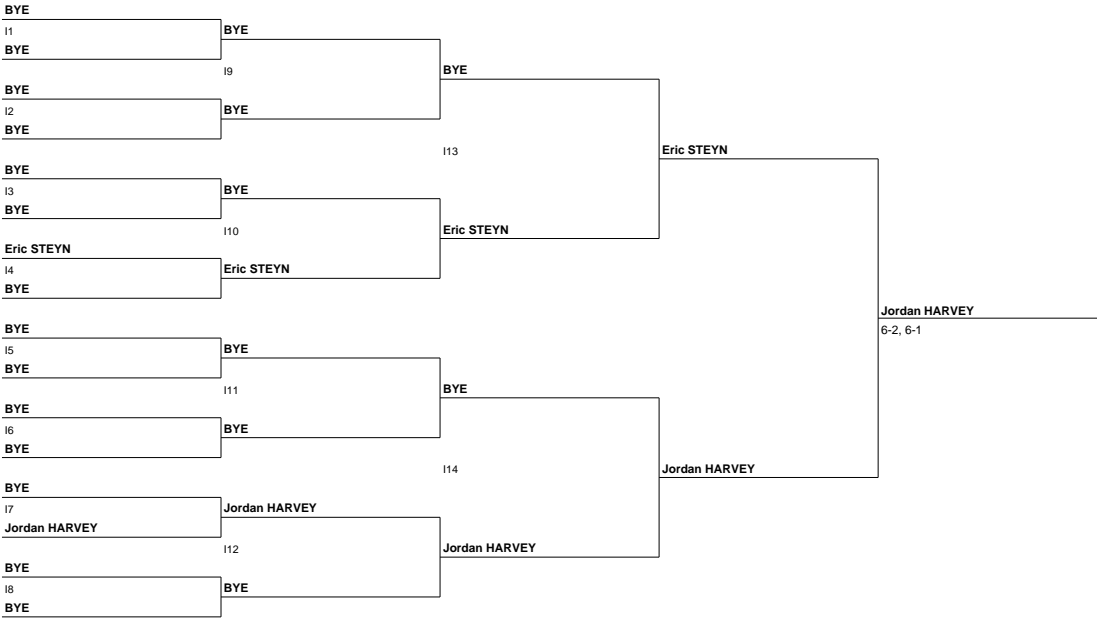 BYE
I1
BYE
BYE
I9
BYE
I2
BYE
BYE
BYE
I13
Eric STEYN
BYE
I3
BYE
BYE
I10
Eric STEYN
Eric STEYN
I4
Eric STEYN
BYE
Jordan HARVEY
6-2, 6-1
BYE
I5
BYE
BYE
I11
BYE
BYE
I6
BYE
BYE
I14
Jordan HARVEY
BYE
I7
Jordan HARVEY
Jordan HARVEY
I12
Jordan HARVEY
BYE
I8
BYE
BYE